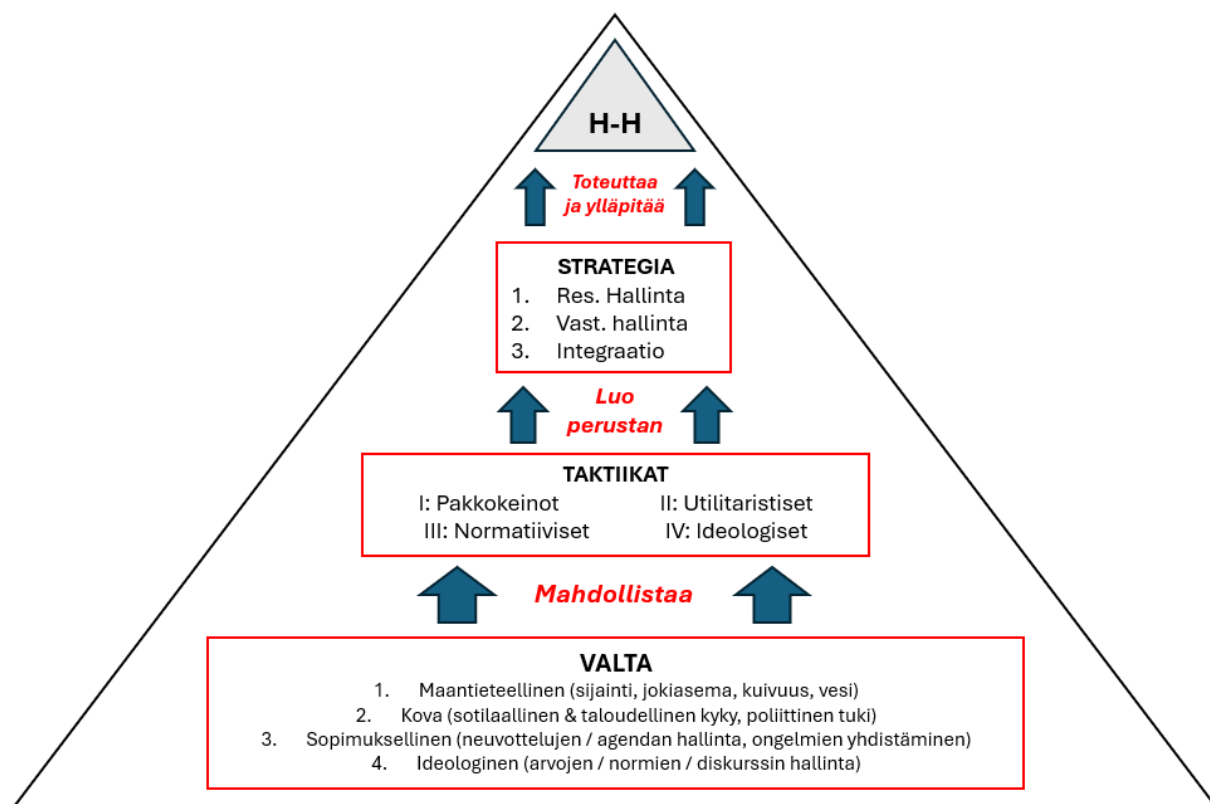 H-H
Toteuttaa
ja ylläpitää
STRATEGIA
1. Res. Hallinta
2. Vast. hallinta
3. Integraatio
Luo
perustan
TAKTIIKAT
I: Pakkokeinot II: Utilitaristiset
III: Normatiiviset IV: Ideologiset
Mahdollistaa
VALTA
1. Maantieteellinen (sijainti, jokiasema, kuivuus, vesi)
2. Kova (sotilaallinen & taloudellinen kyky, poliittinen tuki)
3. Sopimuksellinen (neuvottelujen / agendan hallinta, ongelmien yhdistäminen)
4. Ideologinen (arvojen / normien / diskurssin hallinta)